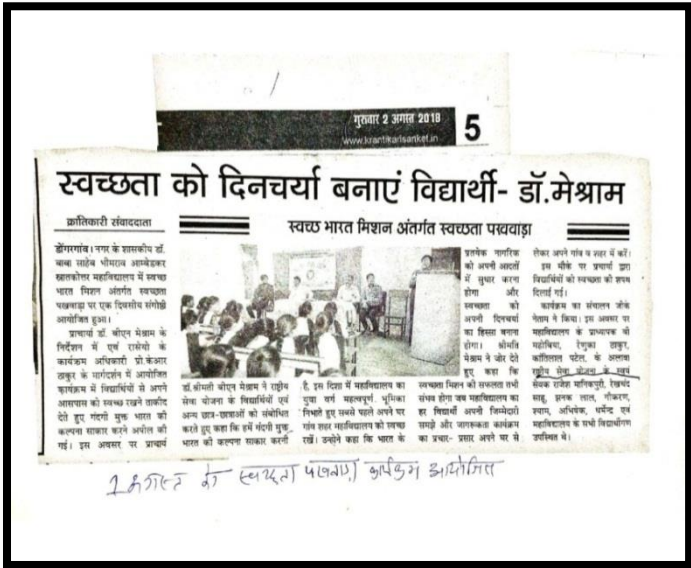 गुरुवार 2 अगस्त 2018
www.krantikarisanket.in
5
स्वच्छता को दिनचर्या बनाएं विद्यार्थी- डॉ.मेश्राम
क्रांतिकारी संवाददाता
स्वच्छ भारत मिशन अंतर्गत स्वच्छता पखवाड़ा
डोंगरगांव। नगर के शासकीय डॉ.
बाबा साहेब भीमराव आम्बेडकर
स्नातकोत्तर महाविद्यालय में स्वच्छ
भारत मिशन अंतर्गत स्वच्छता
पखवाड़ा पर एक दिवसीय संगोष्ठी
आयोजित हुआ।
प्राचार्या डॉ. बीएन मेश्राम के
निर्देशन में एवं रासेयो के
कार्यक्रम अधिकारी प्रो.केआर
ठाकुर के मार्गदर्शन में आयोजित
कार्यक्रम में विद्यार्थियों से अपने
आसपास को स्वच्छ रखने ताकीद
देते हुए गंदगी मुक्त भारत की
कल्पना साकार करने अपील की
गई। इस अवसर पर प्राचार्य
डॉ.श्रीमती बीएन मेश्राम ने राष्ट्रीय
सेवा योजना के विद्यार्थियों एवं
अन्य छात्र-छात्राओं को संबोधित
करते हुए कहा कि हमें गंदगी मुक्त
भारत की कल्पना साकार करनी
है, इस दिशा में महाविद्यालय का
युवा वर्ग महत्वपूर्ण भूमिका
निभाते हुए सबसे पहले अपने घर
गांव शहर महाविद्यालय को स्वच्छ
रखें। उन्होने कहा कि भारत के
प्रत्येक नागरिक
को अपनी आदतों
में सुधार करना
होगा और
स्वच्छता को
अपनी दिनचर्या
का हिस्सा बनाना
होगा। श्रीमति
मेश्राम ने जोर देते
हुए कहा कि
स्वच्छता मिशन की सफलता तभी
संभव होगा जब महाविद्यालय का
हर विद्यार्थी अपनी जिम्मेदारी
समझे और जागरूकता कार्यक्रम
का प्रचार- प्रसार अपने घर से
लेकर अपने गांव व शहर में करें।
इस मौके पर प्राचार्या द्वारा
विद्यार्थियों को स्वच्छता की शपथ
दिलाई गई।
कार्यक्रम का संचालन जीके
नेताम ने किया। इस अवसर पर
महाविद्यालय के प्राध्यापक बी
महोबिया, रेणुका ठाकुर,
कांतिलाल पटेल, के अलावा
राष्ट्रीय सेवा योजना के स्वयं
सेवक राजेश मानिकपुरी, रेखचंद
साहू, झनक लाल, गौकरण,
श्याम, अभिषेक, धर्मेन्द्र एवं
महाविद्यालय के सभी विद्यार्थीगण
उपस्थित थे।
1 अगस्त को स्वच्छता पखवाड़ा कार्यक्रम आयोजित